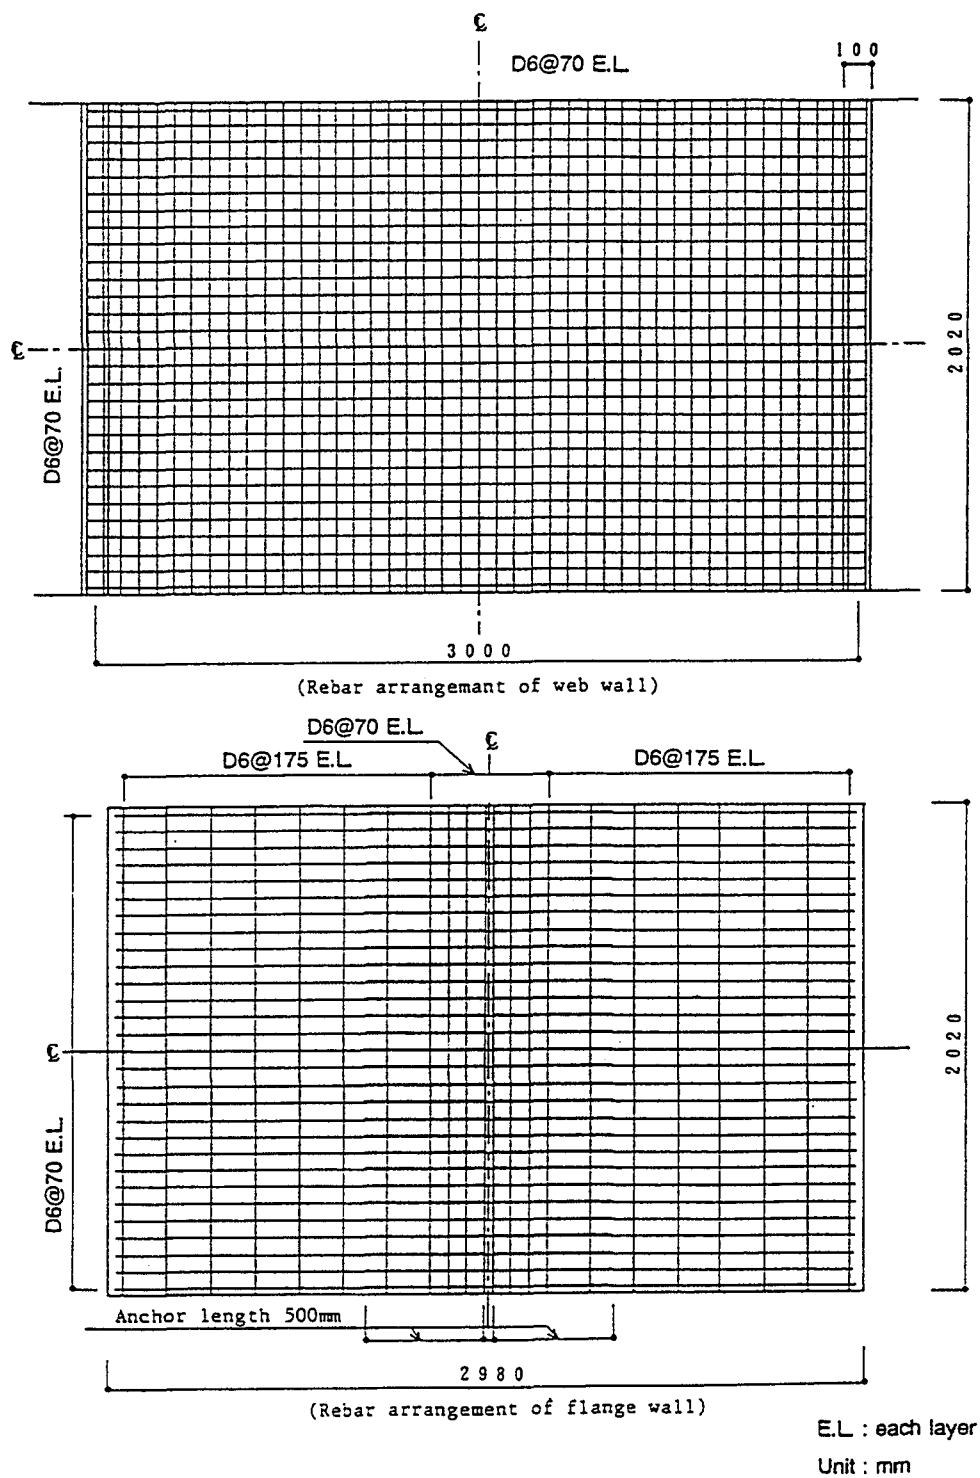 ℄
100
D6@70 E.L.
℄
2020
D6@70 E.L.
3000
(Rebar arrangemant of web wall)
D6@70 E.L.
℄
D6@175 E.L.
D6@175 E.L.
℄
2020
D6@70 E.L.
Anchor length 500mm
2980
(Rebar arrangement of flange wall)
E.L. : each layer
Unit : mm